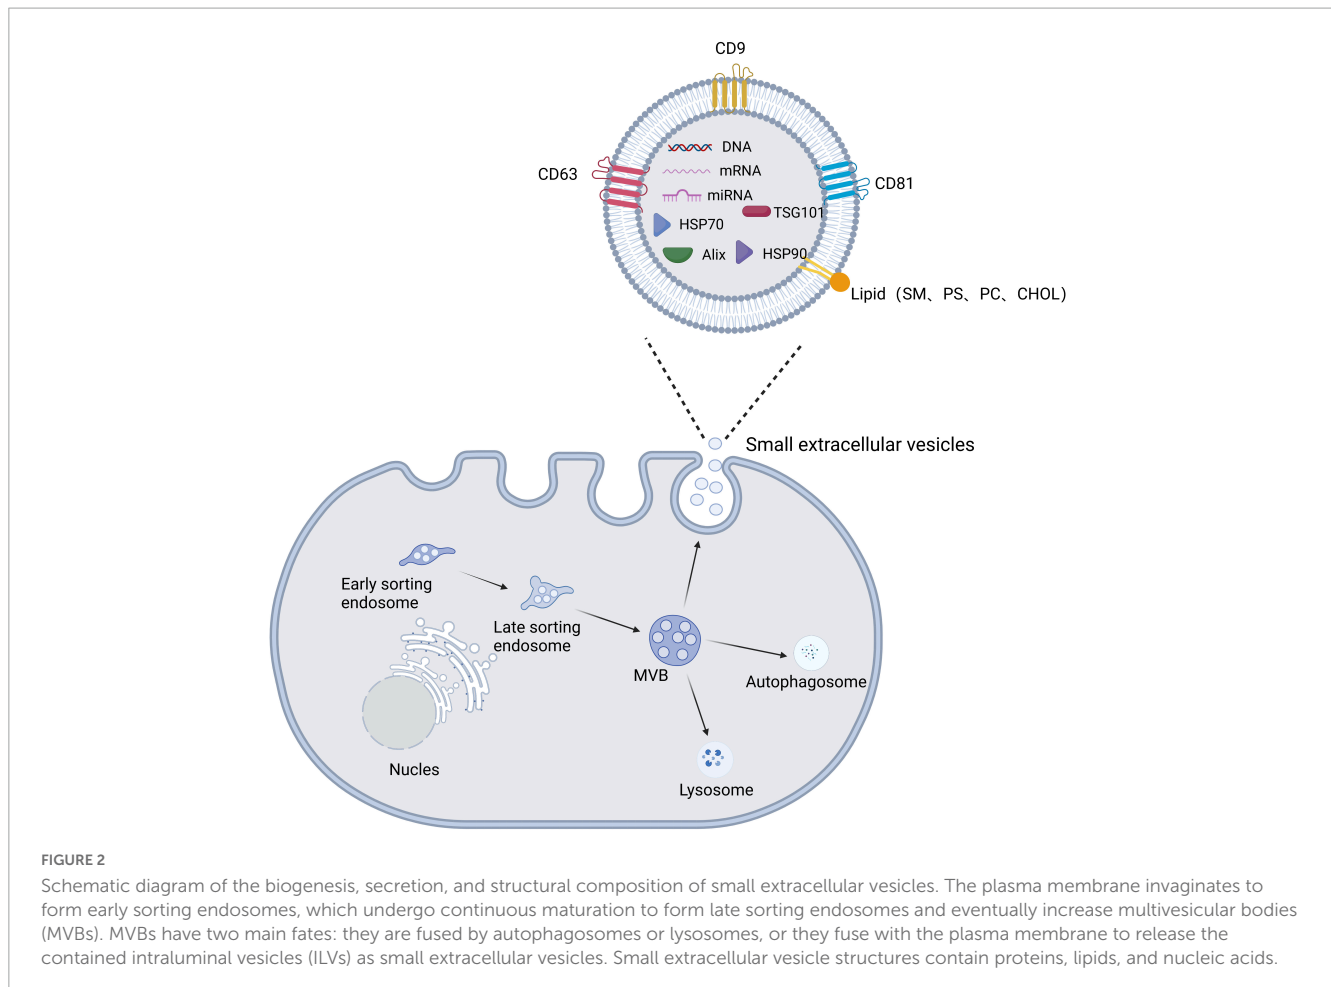 CD9
DNA
CD63
mRNA
CD81
miRNA
TSG101
HSP70
Alix
HSP90
Lipid（SM、PS、PC、CHOL）
Small extracellular vesicles
Early sorting
endosome
Late sorting
endosome
MVB
Autophagosome
Nucles
Lysosome
FIGURE 2
Schematic diagram of the biogenesis, secretion, and structural composition of small extracellular vesicles. The plasma membrane invaginates to
form early sorting endosomes, which undergo continuous maturation to form late sorting endosomes and eventually increase multivesicular bodies
(MVBs). MVBs have two main fates: they are fused by autophagosomes or lysosomes, or they fuse with the plasma membrane to release the
contained intraluminal vesicles (ILVs) as small extracellular vesicles. Small extracellular vesicle structures contain proteins, lipids, and nucleic acids.